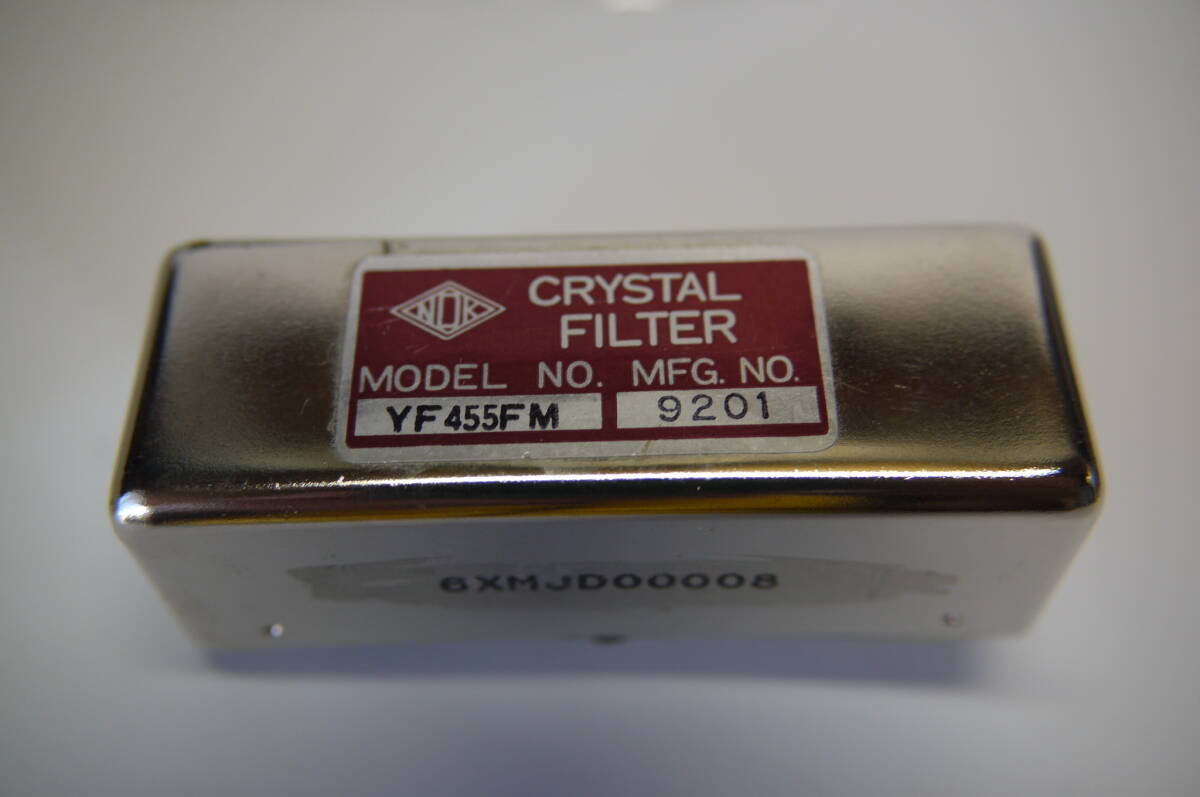 NDK
CRYSTAL
FILTER
MODEL NO. MFG. NO.
YF455FM 9201
6XMJD00008